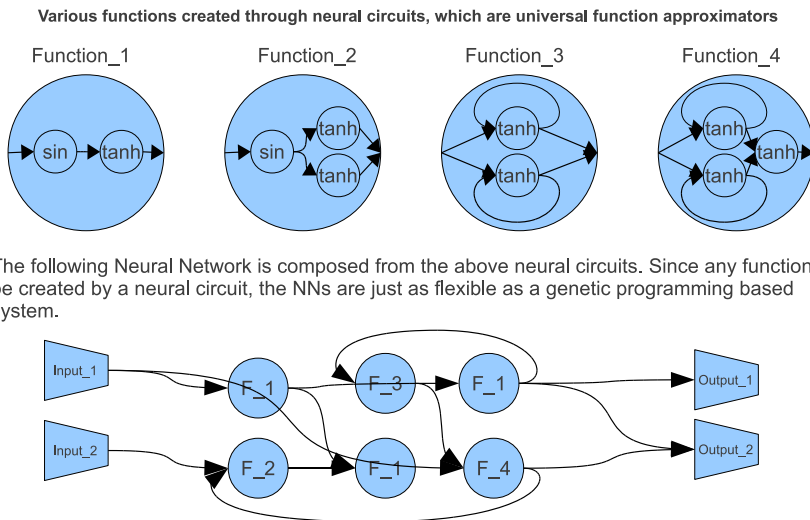 Various functions created through neural circuits, which are universal function approximators
Function_1 Function_2 Function_3 Function_4
tanh tanh tanh
sin tanh sin tanh
tanh tanh tanh
The following Neural Network is composed from the above neural circuits. Since any function
be created by a neural circuit, the NNs are just as flexible as a genetic programming based
ystem.
Input_1 F_1 F_3 F_1 Output_1
Input_2 F_2 F_1 F_4 Output_2